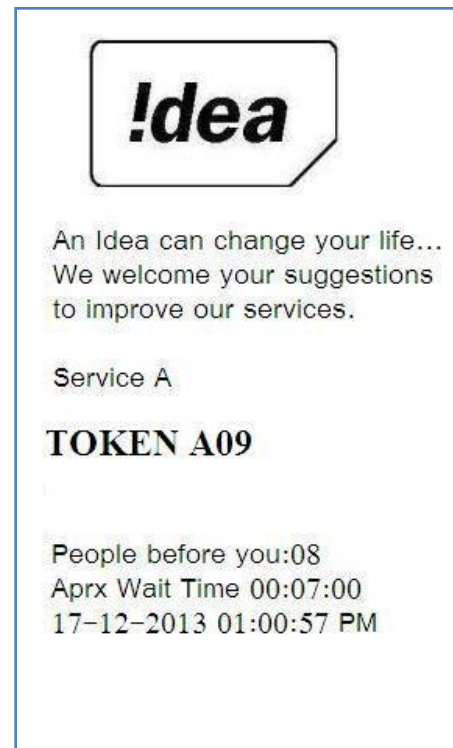 !dea
An Idea can change your life...
We welcome your suggestions
to improve our services.
Service A
TOKEN A09
People before you:08
Aprx Wait Time 00:07:00
17-12-2013 01:00:57 PM